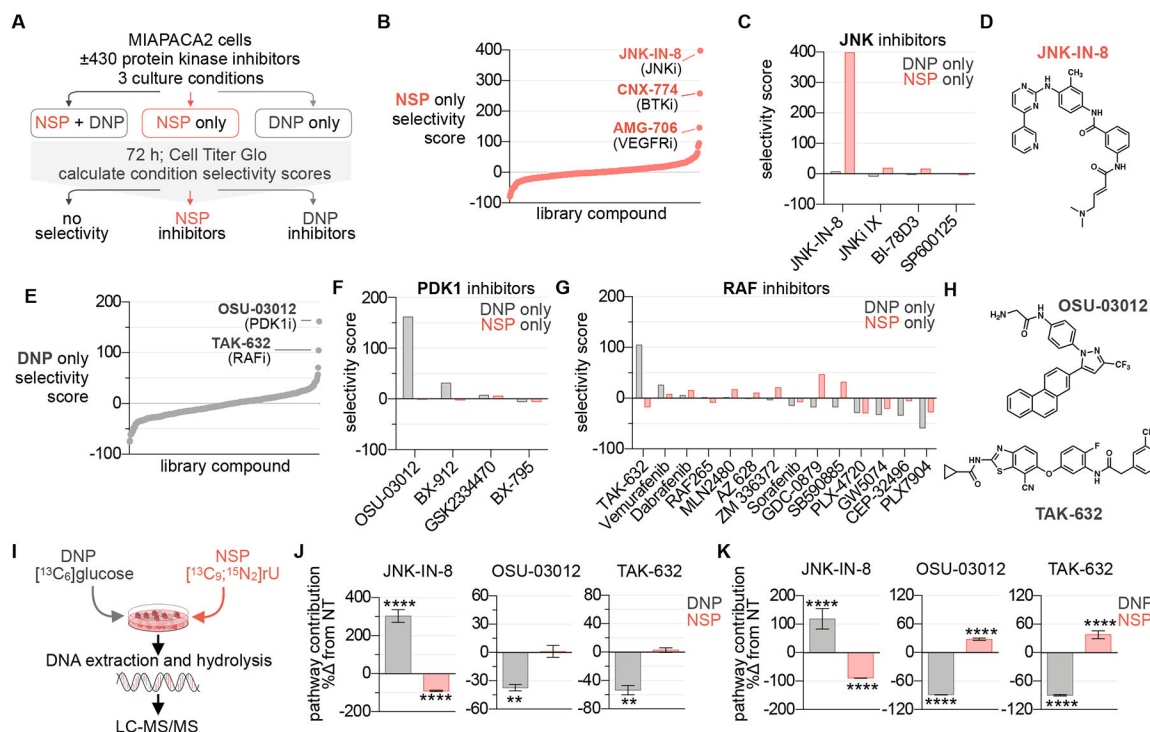 A
MIAPACA2 cells
±430 protein kinase inhibitors
3 culture conditions
NSP + DNP
NSP only
DNP only
72 h; Cell Titer Glo
calculate condition selectivity scores
no
selectivity
NSP
inhibitors
DNP
inhibitors
B
NSP only
selectivity
score
400
300
200
100
0
-100
JNK-IN-8
(JNKi)
CNX-774
(BTKi)
AMG-706
(VEGFRi)
library compound
C
JNK inhibitors
DNP only
NSP only
selectivity score
400
300
200
100
0
-100
JNK-IN-8
JNKi IX
BI-78D3
SP600125
D
JNK-IN-8
N
N
H
N
CH3
N
NH
O
NH
O
N
E
DNP only
selectivity
score
200
100
0
-100
OSU-03012
(PDK1i)
TAK-632
(RAFi)
library compound
F
PDK1 inhibitors
DNP only
NSP only
selectivity score
200
100
0
-100
OSU-03012
BX-912
GSK2334470
BX-795
G
RAF inhibitors
DNP only
NSP only
selectivity score
200
100
0
-100
TAK-632
Vemurafenib
Dabrafenib
RAF265
MLN2480
AZ 628
ZM 336372
Sorafenib
GDC-0879
SB590885
PLX-4720
GW5074
CEP-32496
PLX7904
H
OSU-03012
H2N
H
N
O
N
N
CF3
HN
O
N
S
CN
O
F
N
H
O
Cl
TAK-632
I
DNP
[13C6]glucose
NSP
[13C9;15N2]rU
DNA extraction and hydrolysis
LC-MS/MS
J
pathway contribution
%Δ from NT
JNK-IN-8
400
200
0
-200
****
****
OSU-03012
60
30
0
-30
-60
**
TAK-632
80
40
0
-40
-80
**
DNP
NSP
K
pathway contribution
%Δ from NT
JNK-IN-8
200
100
0
-100
-200
****
****
OSU-03012
120
60
0
-60
-120
****
****
TAK-632
120
60
0
-60
-120
****
****
DNP
NSP